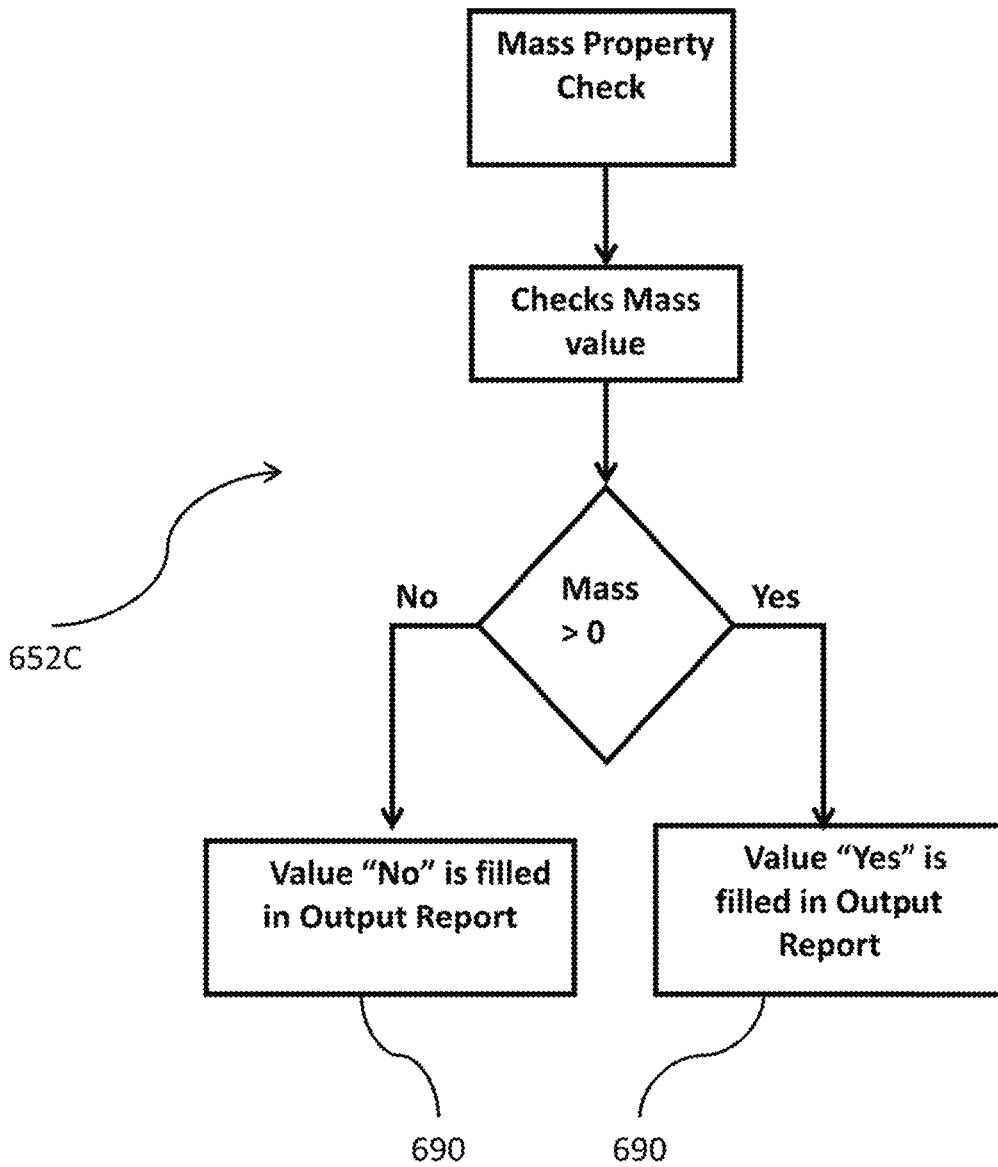 Mass Property
Check
Checks Mass
value
Mass
> 0
No
Yes
652C
Value “No” is filled
in Output Report
Value “Yes” is
filled in Output
Report
690
690